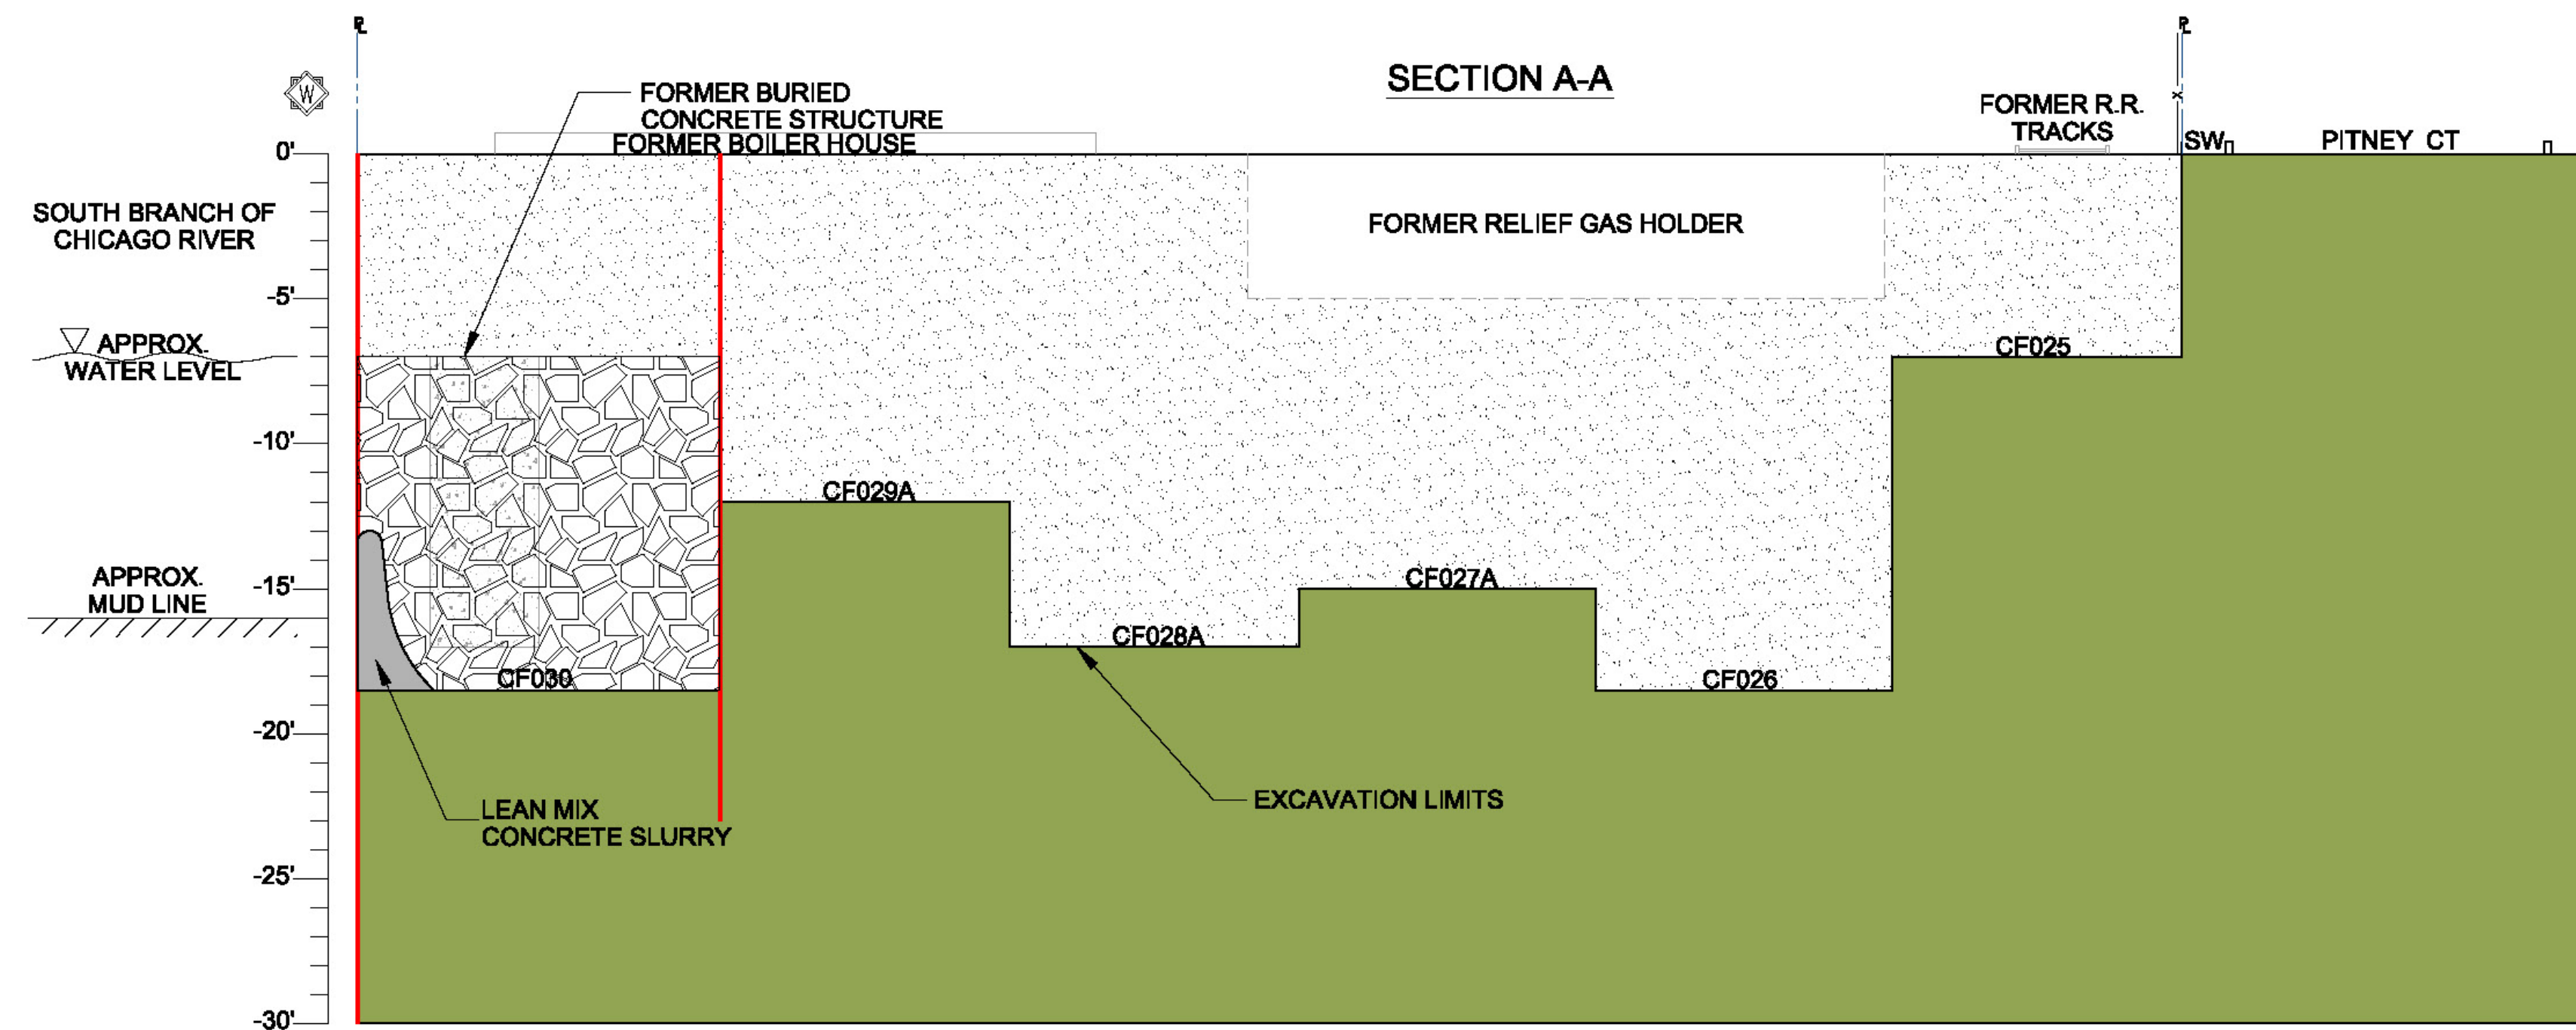 PL
PL
SECTION A-A
W
FORMER BURIED
CONCRETE STRUCTURE
FORMER BOILER HOUSE
FORMER R.R.
TRACKS
SW
PITNEY CT
0'
SOUTH BRANCH OF
CHICAGO RIVER
FORMER RELIEF GAS HOLDER
-5'
APPROX.
WATER LEVEL
CF025
-10'
CF029A
APPROX.
MUD LINE
-15'
CF027A
CF028A
CF030
CF026
-20'
LEAN MIX
CONCRETE SLURRY
EXCAVATION LIMITS
-25'
-30'